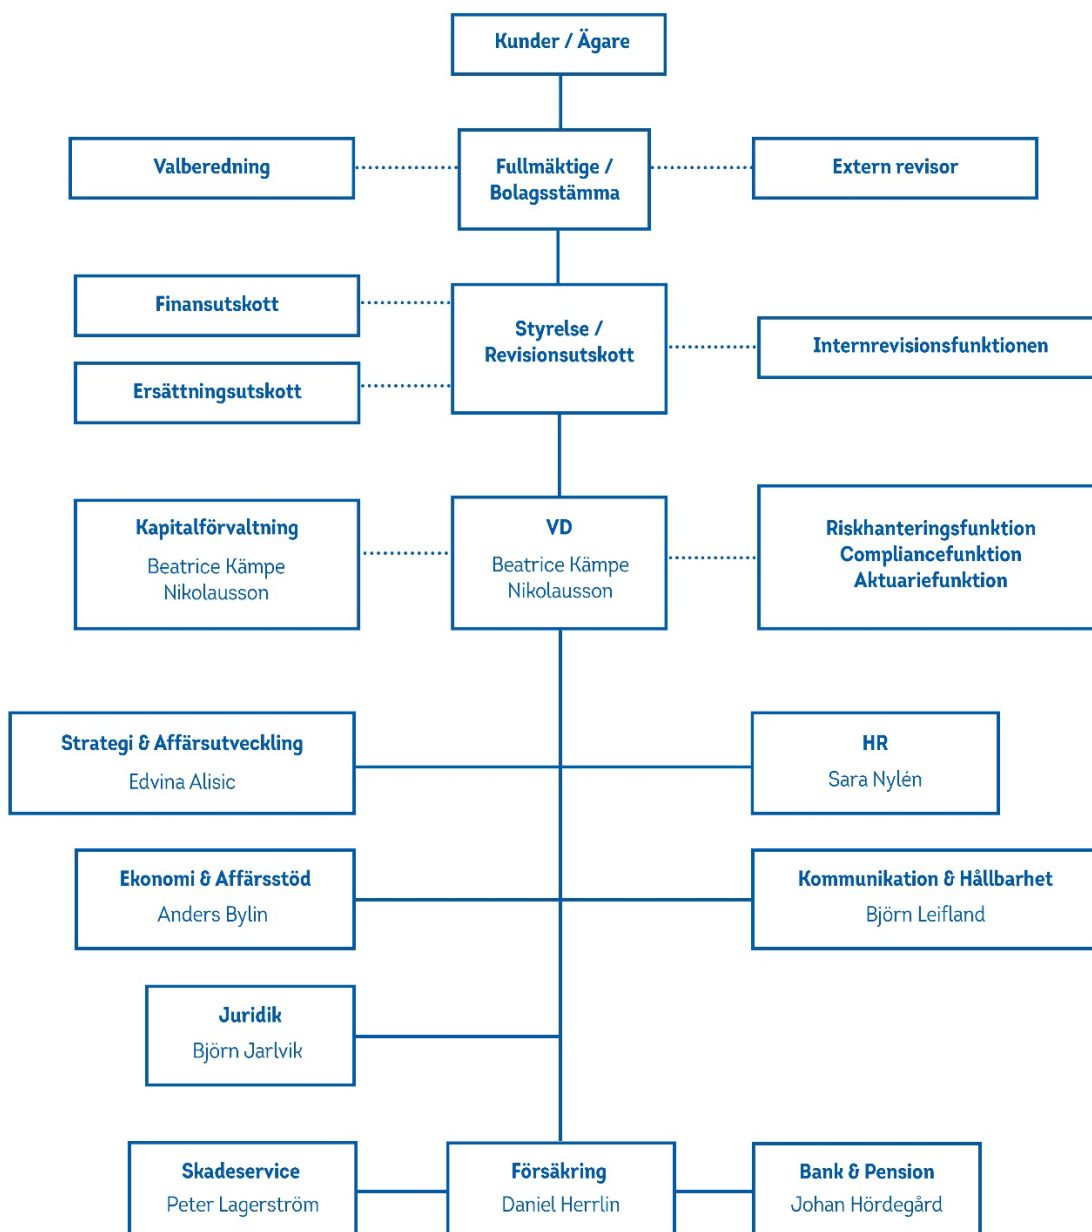 Kunder / Ägare
Valberedning
Fullmäktige /
Bolagsstämma
Extern revisor
Finansutskott
Styrelse /
Revisionsutskott
Internrevisionsfunktionen
Ersättningsutskott
Kapitalförvaltning
Beatrice Kämpe
Nikolausson
VD
Beatrice Kämpe
Nikolausson
Riskhanteringsfunktion
Compliancefunktion
Aktuariefunktion
Strategi & Affärsutveckling
Edvina Alisic
HR
Sara Nylén
Ekonomi & Affärsstöd
Anders Bylin
Kommunikation & Hållbarhet
Björn Leifland
Juridik
Björn Jarlvik
Skadeservice
Peter Lagerström
Försäkring
Daniel Herrlin
Bank & Pension
Johan Hördegård